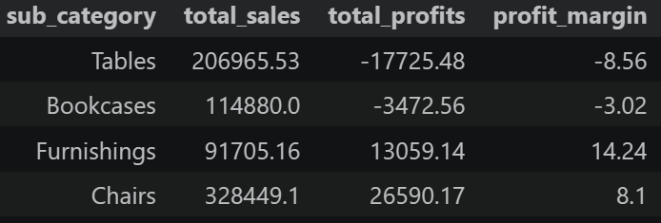 sub_category total_sales total_profits profit_margin
Tables 206965.53 -17725.48 -8.56
Bookcases 114880.0 -3472.56 -3.02
Furnishings 91705.16 13059.14 14.24
Chairs 328449.1 26590.17 8.1